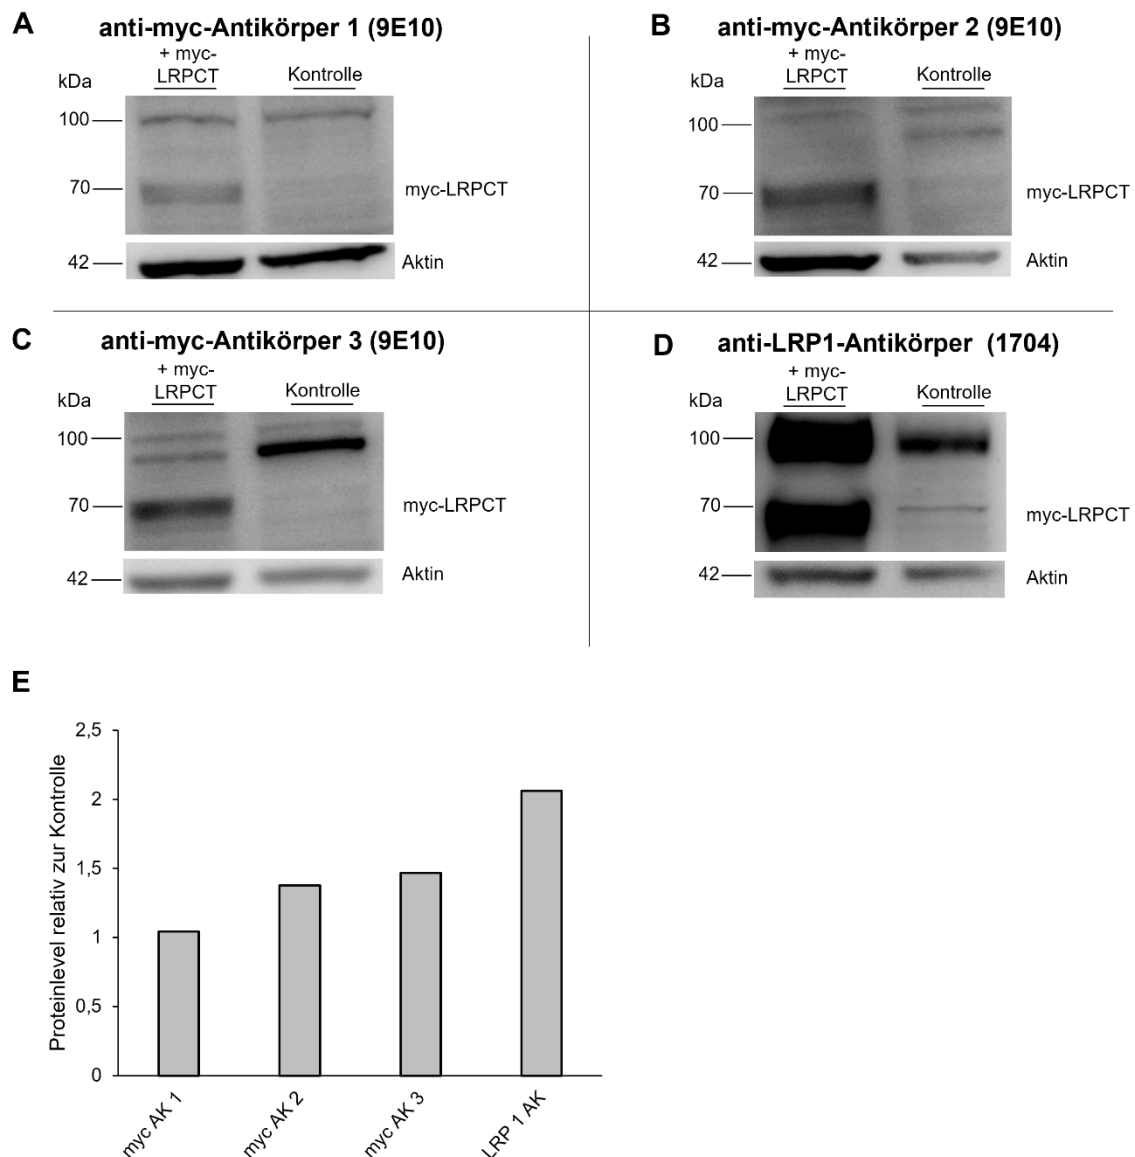 A
anti-myc-Antikörper 1 (9E10)
+ myc-
LRPCT
Kontrolle
kDa
100
70
myc-LRPCT
42
Aktin
B
anti-myc-Antikörper 2 (9E10)
+ myc-
LRPCT
Kontrolle
kDa
100
70
myc-LRPCT
42
Aktin
C
anti-myc-Antikörper 3 (9E10)
+ myc-
LRPCT
Kontrolle
kDa
100
70
myc-LRPCT
42
Aktin
D
anti-LRP1-Antikörper (1704)
+ myc-
LRPCT
Kontrolle
kDa
100
70
myc-LRPCT
42
Aktin
E
Proteinlevel relativ zur Kontrolle
2,5
2
1,5
1
0,5
0
myc AK 1
myc AK 2
myc AK 3
LRP 1 AK